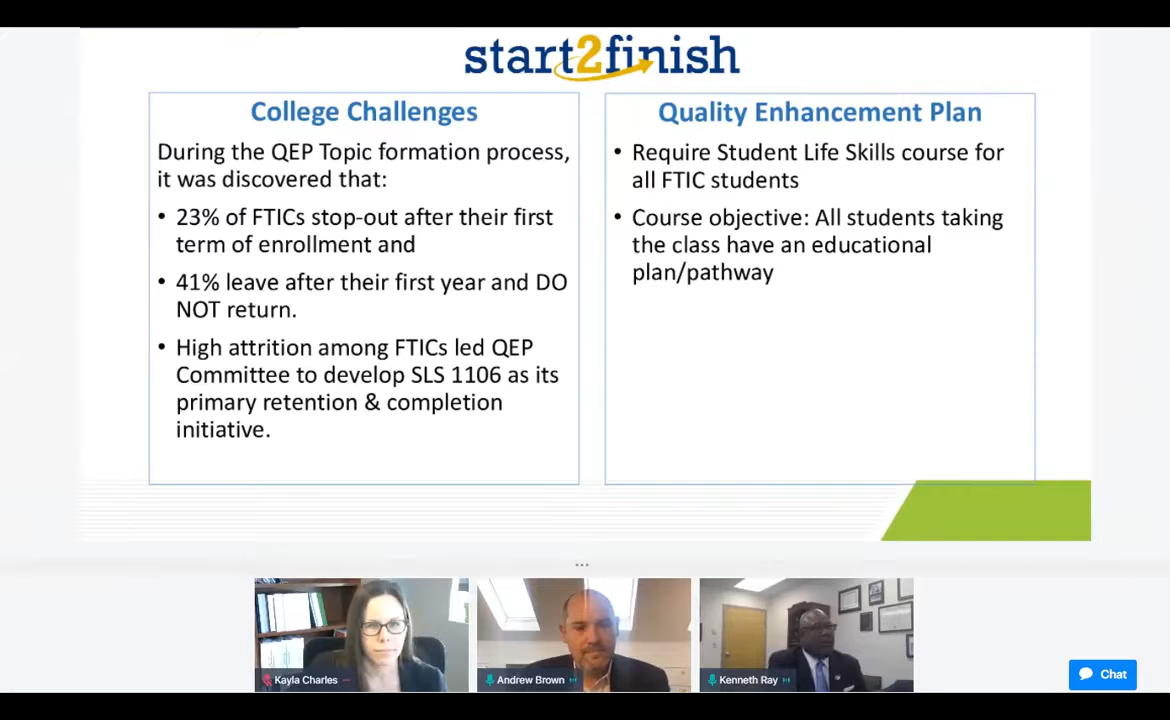 start2finish
College Challenges
During the QEP Topic formation process,
it was discovered that:
• 23% of FTICs stop-out after their first
term of enrollment and
• 41% leave after their first year and DO
NOT return.
• High attrition among FTICs led QEP
Committee to develop SLS 1106 as its
primary retention & completion
initiative.
Quality Enhancement Plan
• Require Student Life Skills course for
all FTIC students
• Course objective: All students taking
the class have an educational
plan/pathway
...
Kayla Charles
Andrew Brown
Kenneth Ray
Chat